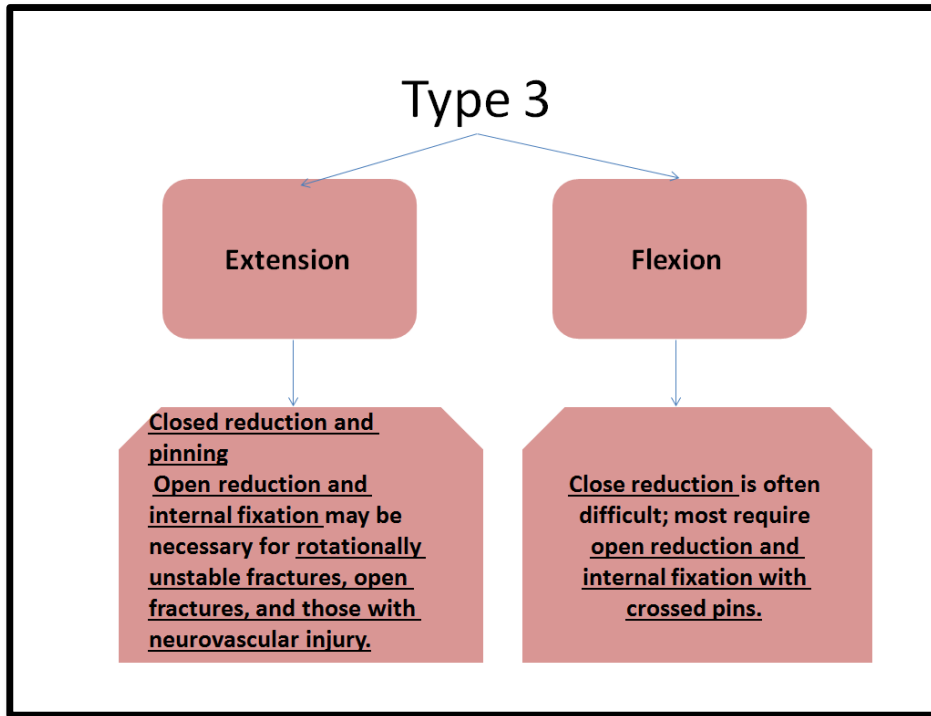 Type 3
Extension
Flexion
Closed reduction and
pinning
Open reduction and
internal fixation may be
necessary for rotationally
unstable fractures, open
fractures, and those with
neurovascular injury.
Close reduction is often
difficult; most require
open reduction and
internal fixation with
crossed pins.